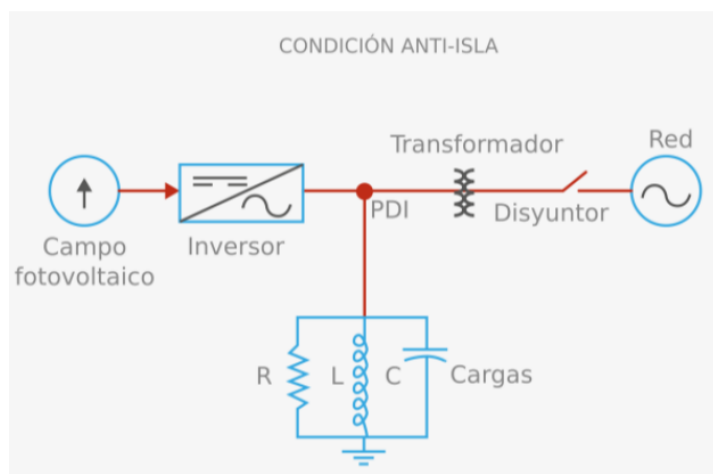 CONDICIÓN ANTI-ISLA
Transformador
Red
PDI
Disyuntor
Campo
fotovoltaico
Inversor
R
L
C
Cargas